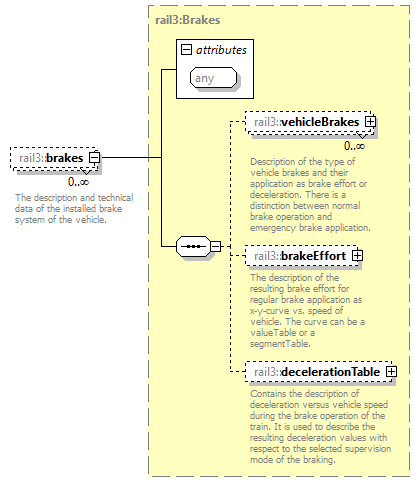 rail3:Brakes
attributes
any
rail3::brakes
0..∞
The description and technical
data of the installed brake
system of the vehicle.
rail3::vehicleBrakes
0..∞
Description of the type of
vehicle brakes and their
application as brake effort or
deceleration. There is a
distinction between normal
brake operation and
emergency brake application.
rail3::brakeEffort
The description of the
resulting brake effort for
regular brake application as
x-y-curve vs. speed of
vehicle. The curve can be a
valueTable or a
segmentTable.
rail3::decelerationTable
Contains the description of
deceleration versus vehicle speed
during the brake operation of the
train. It is used to describe the
resulting deceleration values with
respect to the selected supervision
mode of the braking.